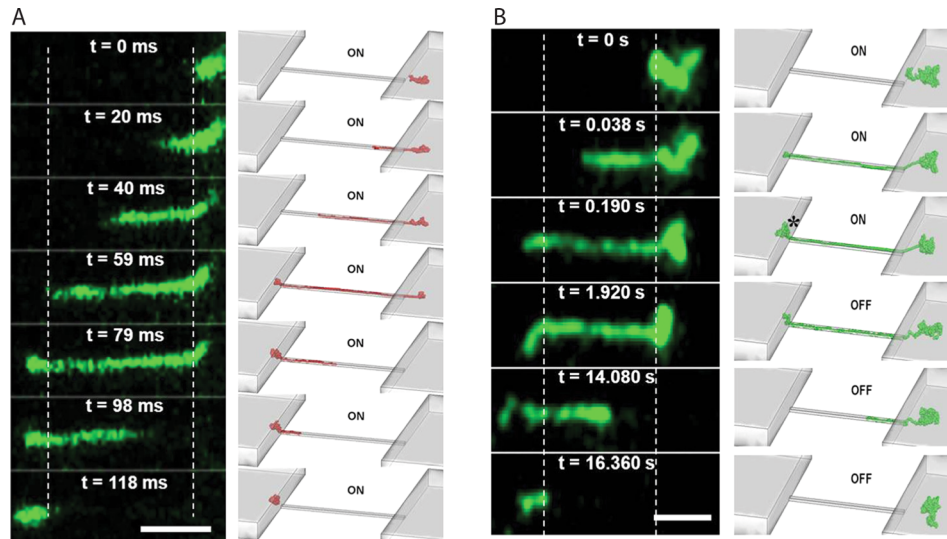 A
t = 0 ms
ON
t = 20 ms
ON
t = 40 ms
ON
t = 59 ms
ON
t = 79 ms
ON
t = 98 ms
ON
t = 118 ms
ON
B
t = 0 s
ON
t = 0.038 s
ON
t = 0.190 s
*
ON
t = 1.920 s
OFF
t = 14.080 s
OFF
t = 16.360 s
OFF